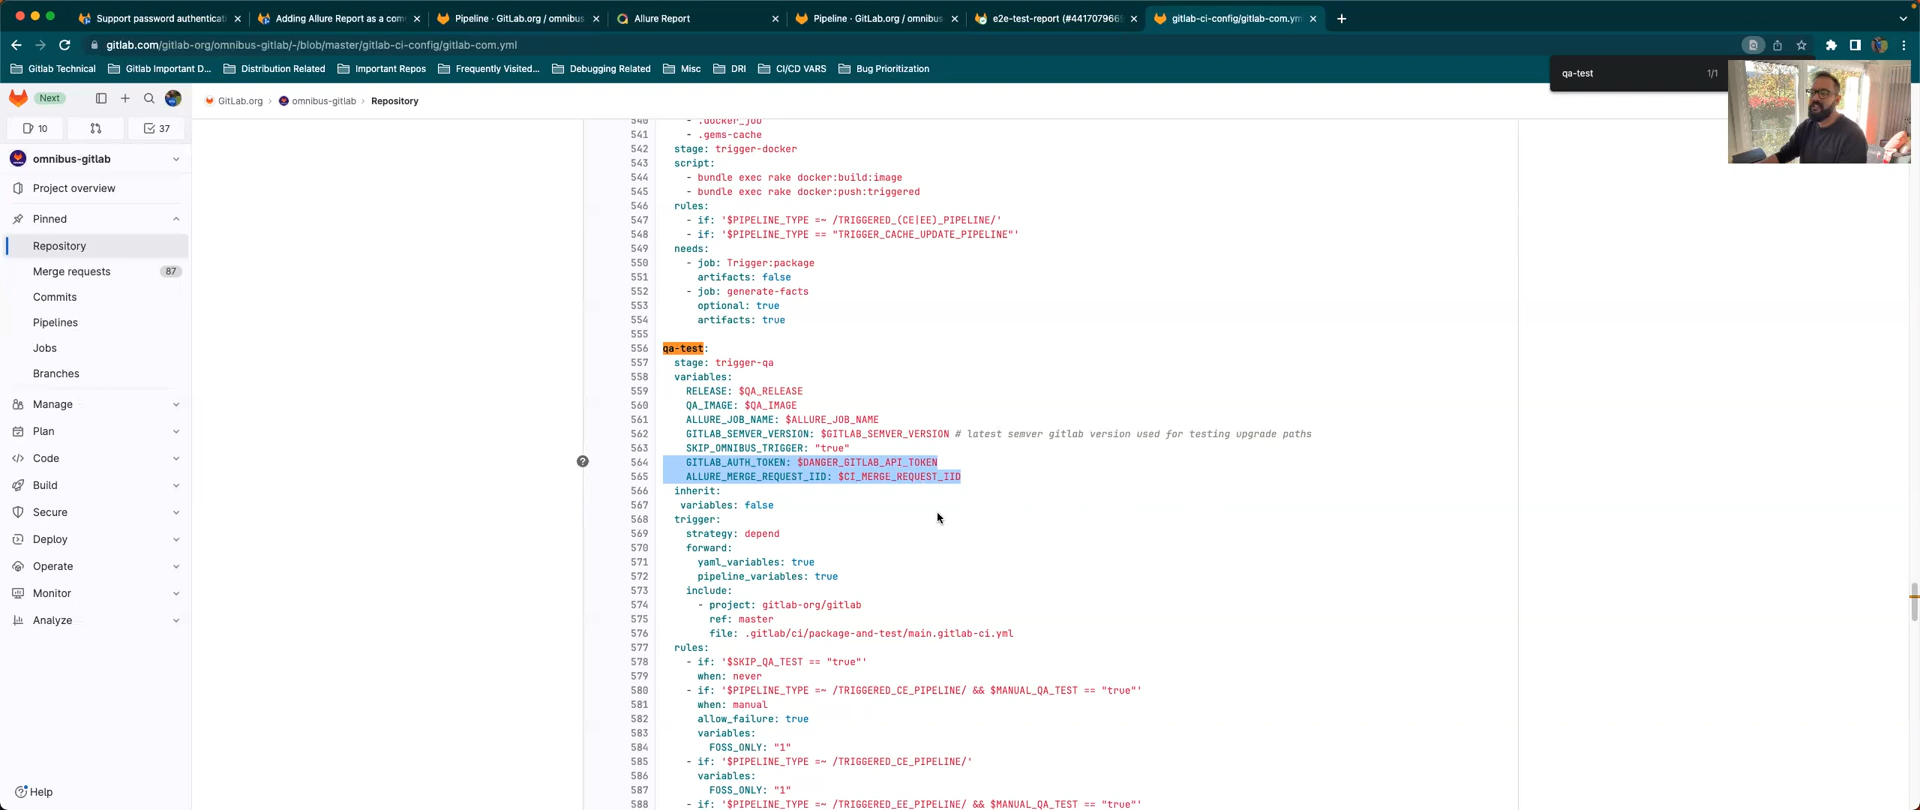 Support password authenticati
Adding Allure Report as a com
Pipeline · GitLab.org / omnibus
Allure Report
Pipeline · GitLab.org / omnibus
e2e-test-report (#441707966
gitlab-ci-config/gitlab-com.ym
gitlab.com/gitlab-org/omnibus-gitlab/-/blob/master/gitlab-ci-config/gitlab-com.yml
Gitlab Technical
Gitlab Important D...
Distribution Related
Important Repos
Frequently Visited...
Debugging Related
Misc
DRI
CI/CD VARS
Bug Prioritization
qa-test 1/1
Next
GitLab.org > omnibus-gitlab > Repository
10
37
omnibus-gitlab
Project overview
Pinned
Repository
Merge requests 87
Commits
Pipelines
Jobs
Branches
Manage
Plan
Code
Build
Secure
Deploy
Operate
Monitor
Analyze
Help
540 - .docker_job
541 - .gems-cache
542 stage: trigger-docker
543 script:
544 - bundle exec rake docker:build:image
545 - bundle exec rake docker:push:triggered
546 rules:
547 - if: '$PIPELINE_TYPE =~ /TRIGGERED_(CE|EE)_PIPELINE/'
548 - if: '$PIPELINE_TYPE == "TRIGGER_CACHE_UPDATE_PIPELINE"'
549 needs:
550 - job: Trigger:package
551 artifacts: false
552 - job: generate-facts
553 optional: true
554 artifacts: true
555
556 qa-test:
557 stage: trigger-qa
558 variables:
559 RELEASE: $QA_RELEASE
560 QA_IMAGE: $QA_IMAGE
561 ALLURE_JOB_NAME: $ALLURE_JOB_NAME
562 GITLAB_SEMVER_VERSION: $GITLAB_SEMVER_VERSION # latest semver gitlab version used for testing upgrade paths
563 SKIP_OMNIBUS_TRIGGER: "true"
564 GITLAB_AUTH_TOKEN: $DANGER_GITLAB_API_TOKEN
565 ALLURE_MERGE_REQUEST_IID: $CI_MERGE_REQUEST_IID
566 inherit:
567 variables: false
568 trigger:
569 strategy: depend
570 forward:
571 yaml_variables: true
572 pipeline_variables: true
573 include:
574 - project: gitlab-org/gitlab
575 ref: master
576 file: .gitlab/ci/package-and-test/main.gitlab-ci.yml
577 rules:
578 - if: '$SKIP_QA_TEST == "true"'
579 when: never
580 - if: '$PIPELINE_TYPE =~ /TRIGGERED_CE_PIPELINE/ && $MANUAL_QA_TEST == "true"'
581 when: manual
582 allow_failure: true
583 variables:
584 FOSS_ONLY: "1"
585 - if: '$PIPELINE_TYPE =~ /TRIGGERED_CE_PIPELINE/'
586 variables:
587 FOSS_ONLY: "1"
588 - if: '$PIPELINE_TYPE =~ /TRIGGERED_EE_PIPELINE/ && $MANUAL_QA_TEST == "true"'